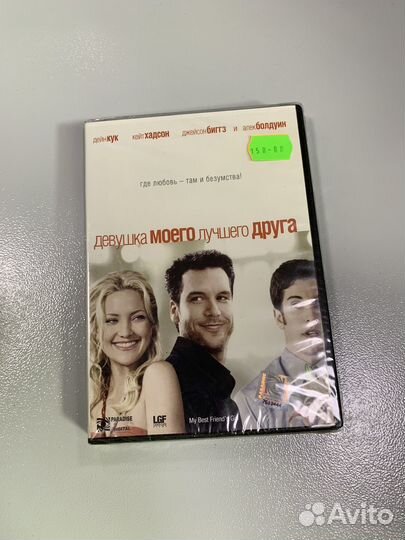 дейн кук кейт хадсон джейсон биггз и алек болдуин
150-00
где любовь – там и безумства!
девушка моего лучшего друга
PARADISE
DIGITAL
LGF
My Best Friend's G
Avito